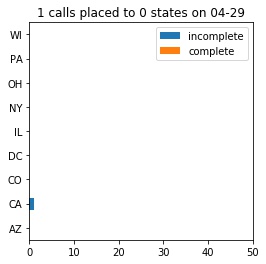 1 calls placed to 0 states on 04-29
incomplete
complete
WI
PA
OH
NY
IL
DC
CO
CA
AZ
0 10 20 30 40 50